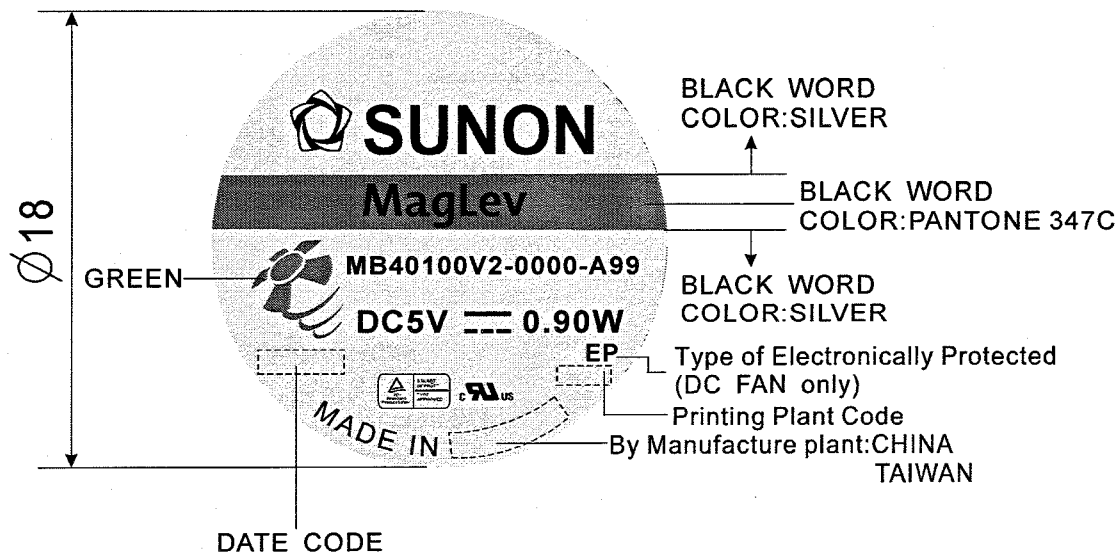 BLACK WORD
COLOR:SILVER
SUNON
MagLev
BLACK WORD
COLOR:PANTONE 347C
Ø18
GREEN
MB40100V2-0000-A99
BLACK WORD
COLOR:SILVER
DC5V 0.90W
EP
Type of Electronically Protected
(DC FAN only)
c US
Printing Plant Code
MADE IN
By Manufacture plant:CHINA
TAIWAN
DATE CODE